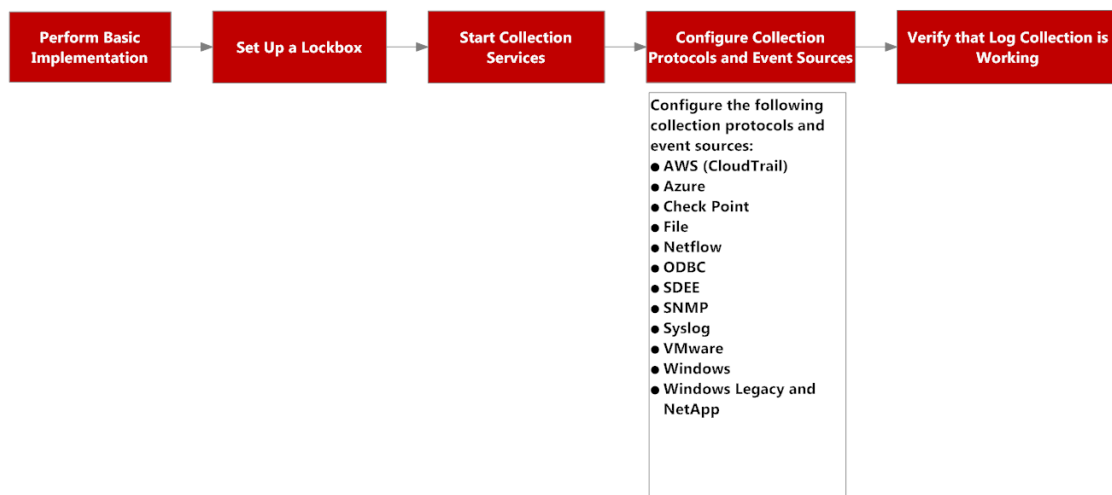 Perform Basic
Implementation
Set Up a Lockbox
Start Collection
Services
Configure Collection
Protocols and Event Sources
Verify that Log Collection is
Working
Configure the following
collection protocols and
event sources:
● AWS (CloudTrail)
● Azure
● Check Point
● File
● Netflow
● ODBC
● SDEE
● SNMP
● Syslog
● VMware
● Windows
● Windows Legacy and
NetApp